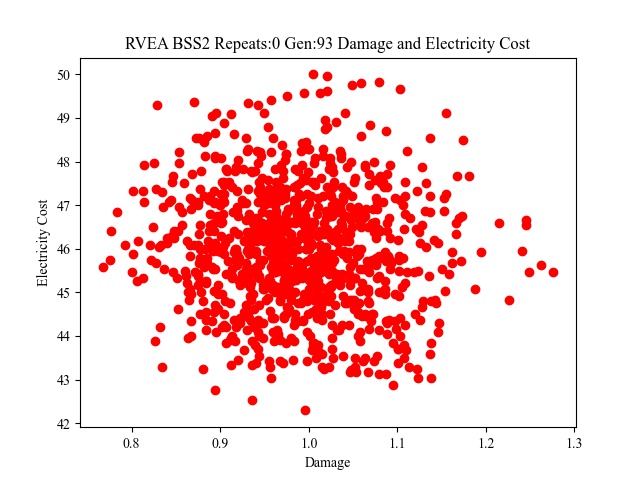 RVEA BSS2 Repeats:0 Gen:93 Damage and Electricity Cost
50
49
48
47
46
45
44
43
42
Electricity Cost
0.8 0.9 1.0 1.1 1.2 1.3
Damage